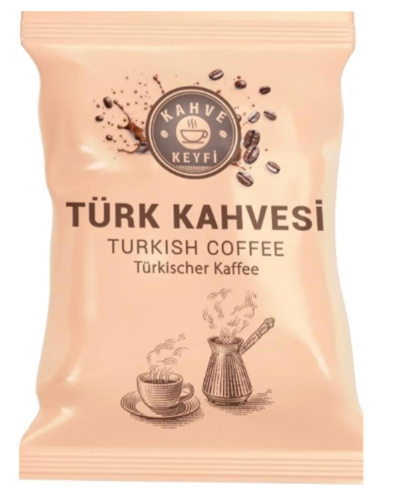 KAHVE
KEYFİ
TÜRK KAHVESİ
TURKISH COFFEE
Türkischer Kaffee